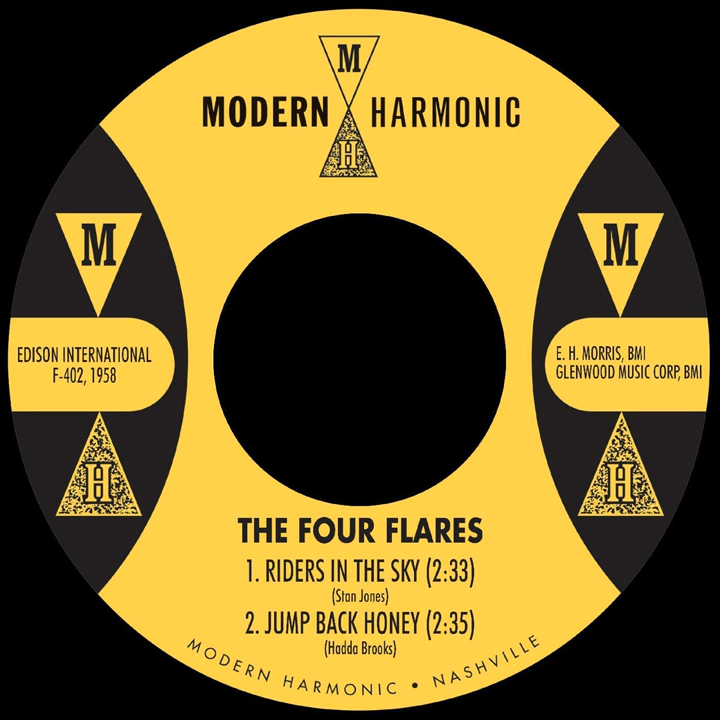 M
MODERN HARMONIC
H
M
M
EDISON INTERNATIONAL
F-402, 1958
E. H. MORRIS, BMI
GLENWOOD MUSIC CORP, BMI
H
H
THE FOUR FLARES
1. RIDERS IN THE SKY (2:33)
(Stan Jones)
2. JUMP BACK HONEY (2:35)
(Hadda Brooks)
MODERN HARMONIC • NASHVILLE